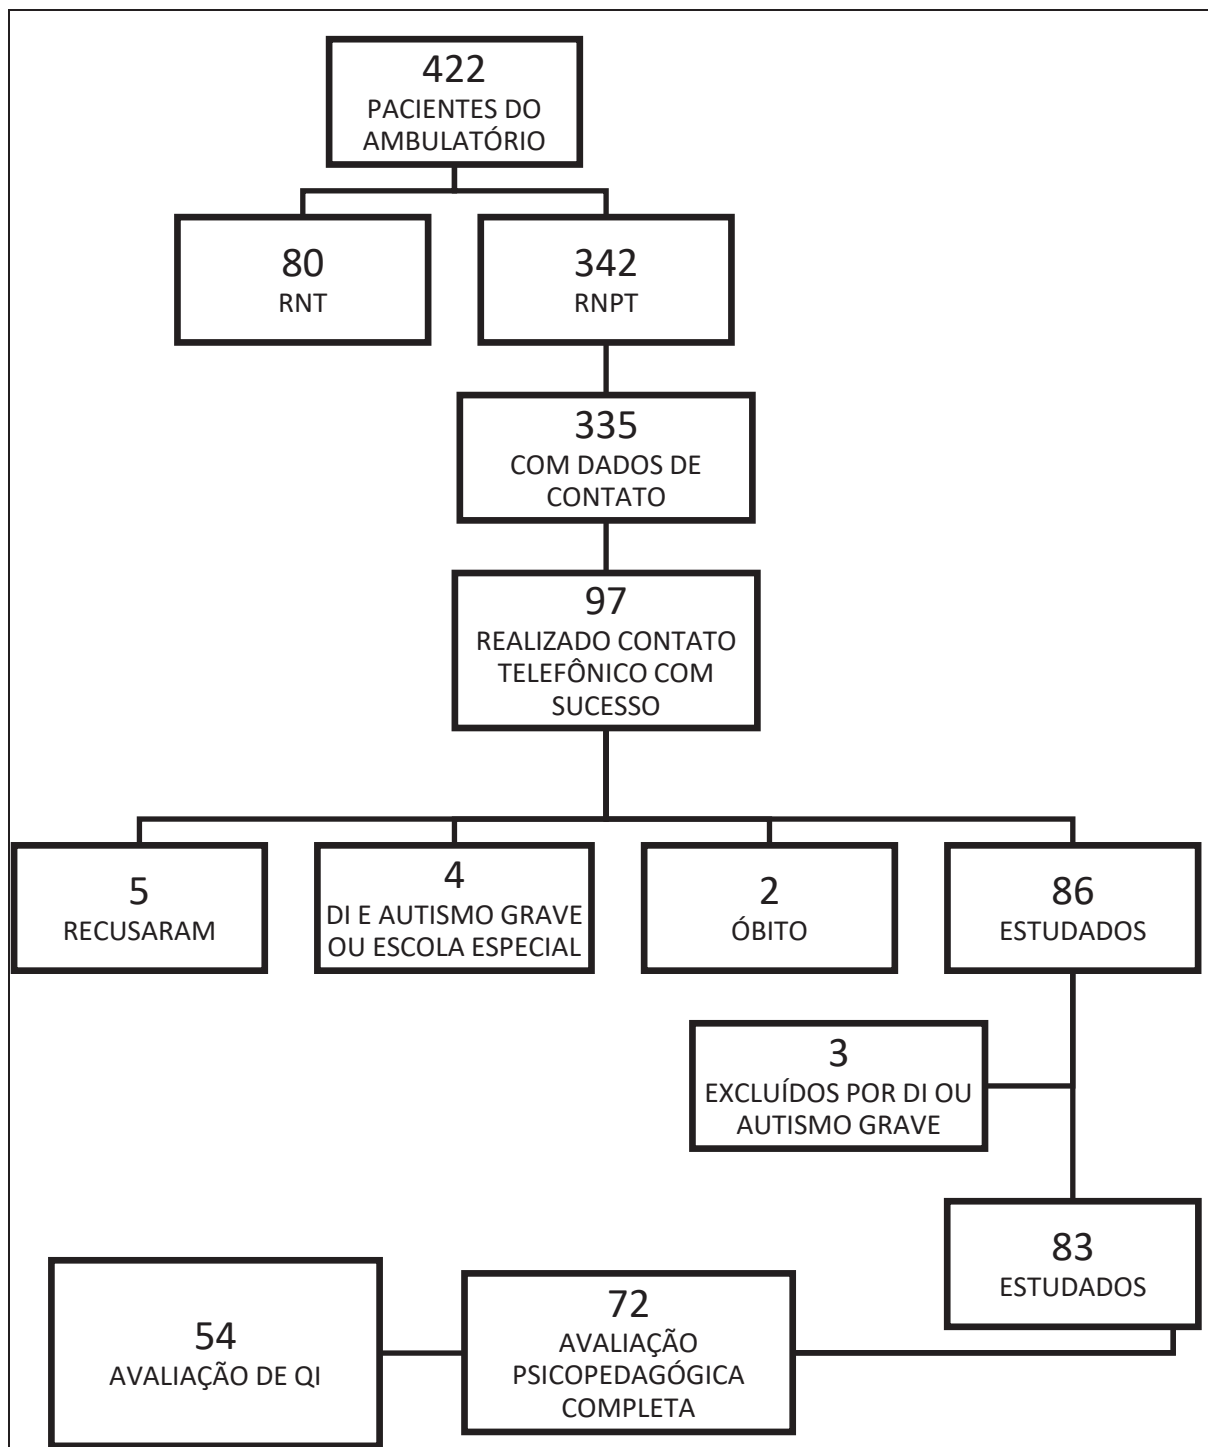 422
PACIENTES DO
AMBULATÓRIO
80
RNT
342
RNPT
335
COM DADOS DE
CONTATO
97
REALIZADO CONTATO
TELEFÔNICO COM
SUCESSO
5
RECUSARAM
4
DI E AUTISMO GRAVE
OU ESCOLA ESPECIAL
2
ÓBITO
86
ESTUDADOS
3
EXCLUÍDOS POR DI OU
AUTISMO GRAVE
83
ESTUDADOS
72
AVALIAÇÃO
PSICOPEDAGÓGICA
COMPLETA
54
AVALIAÇÃO DE QI